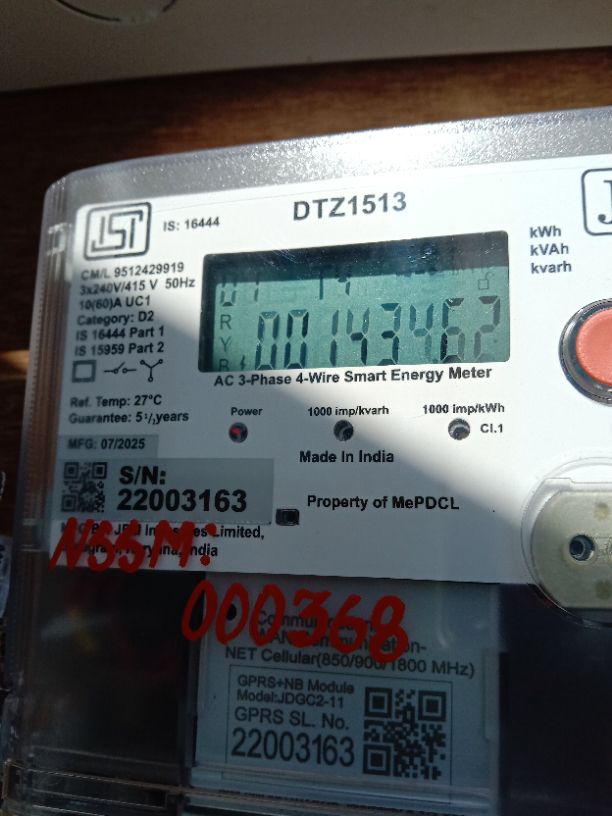 ISI
IS: 16444
DTZ1513
CM/L 9512429919
3x240V/415 V 50Hz
10(60)A UC1
Category: D2
IS 16444 Part 1
IS 15959 Part 2
Ref. Temp: 27°C
Guarantee: 5½ years
MFG: 07/2025
S/N:
22003163
kWh
kVAh
kvarh
R
Y
B
AC 3-Phase 4-Wire Smart Energy Meter
Power
1000 imp/kvarh
1000 imp/kWh
Cl.1
Made In India
Property of MePDCL
Limited,
India
NSSM:
000368
NET Cellular(850/900/1800 MHz)
GPRS+NB Module
Model:JDGC2-11
GPRS SL. No.
22003163